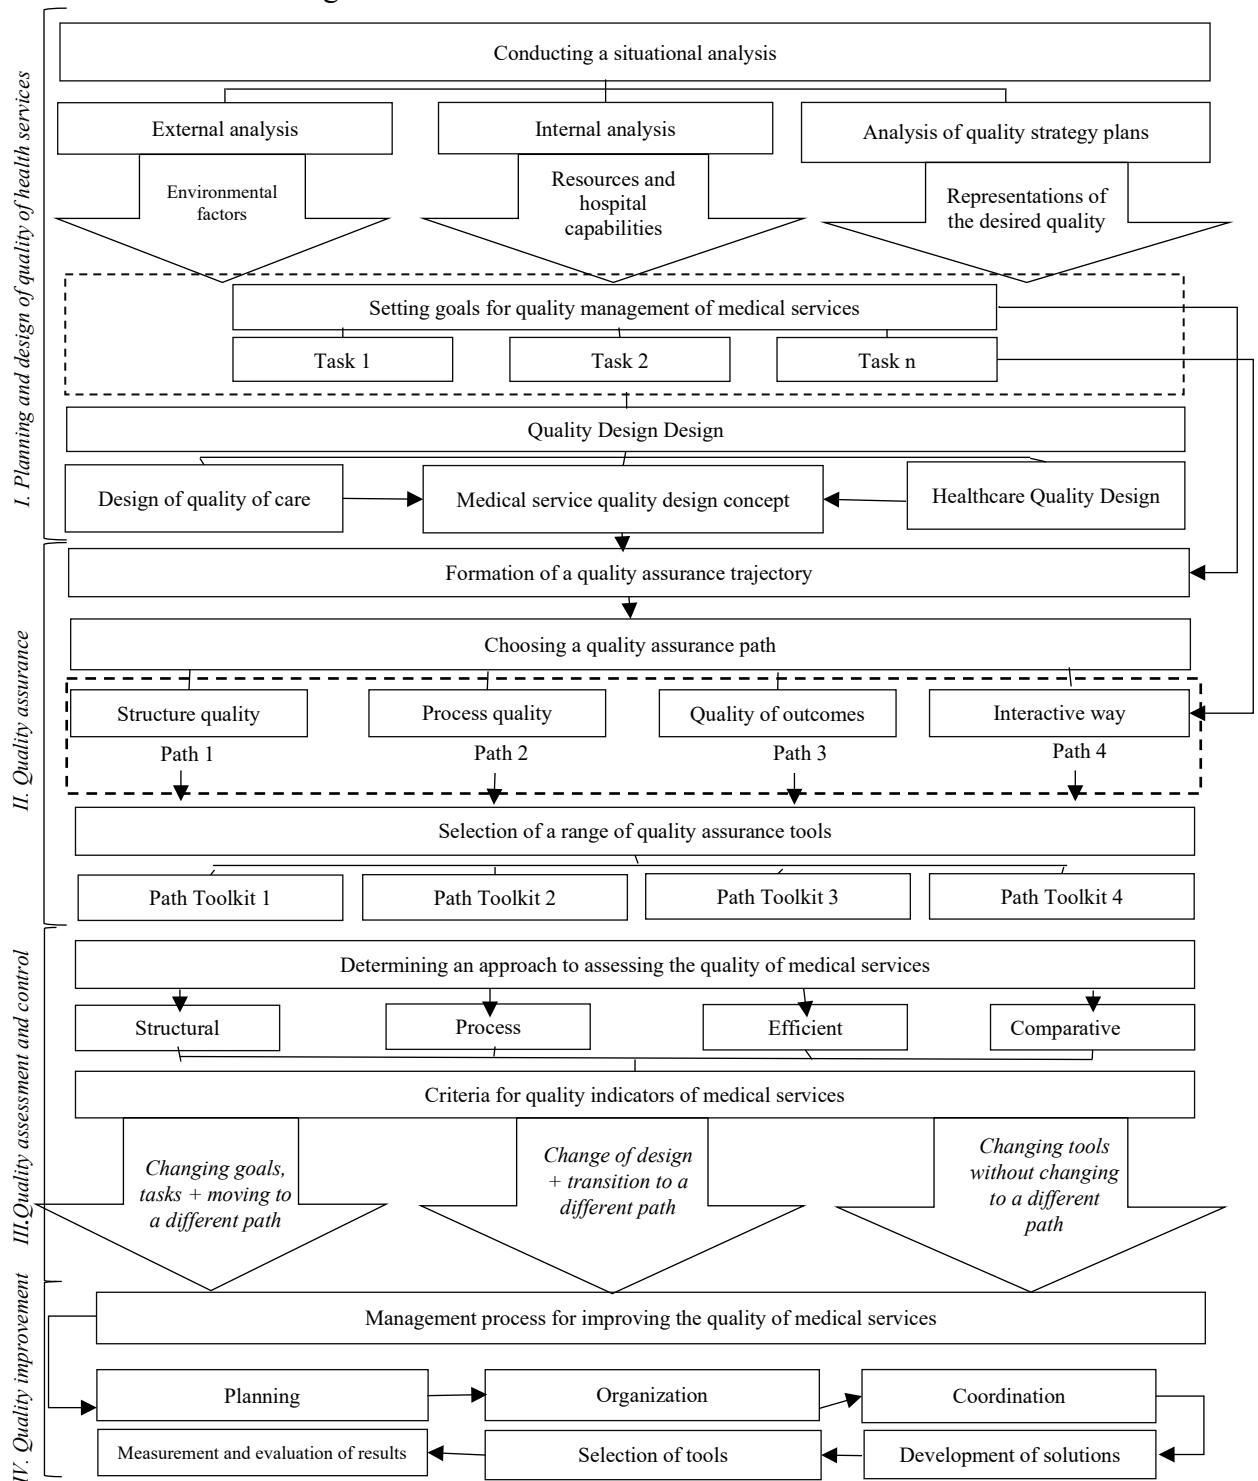 Conducting a situational analysis
I. Planning and design of quality of health services
External analysis
Internal analysis
Analysis of quality strategy plans
Environmental
factors
Resources and
hospital
capabilities
Representations of
the desired quality
Setting goals for quality management of medical services
Task 1
Task 2
Task n
Quality Design Design
Design of quality of care
Medical service quality design concept
Healthcare Quality Design
II. Quality assurance
Formation of a quality assurance trajectory
Choosing a quality assurance path
Structure quality
Process quality
Quality of outcomes
Interactive way
Path 1
Path 2
Path 3
Path 4
Selection of a range of quality assurance tools
Path Toolkit 1
Path Toolkit 2
Path Toolkit 3
Path Toolkit 4
III.Quality assessment and control
Determining an approach to assessing the quality of medical services
Structural
Process
Efficient
Comparative
Criteria for quality indicators of medical services
Changing goals,
tasks + moving to
a different path
Change of design
+ transition to a
different path
Changing tools
without changing
to a different
path
IV. Quality improvement
Management process for improving the quality of medical services
Planning
Organization
Coordination
Measurement and evaluation of results
Selection of tools
Development of solutions